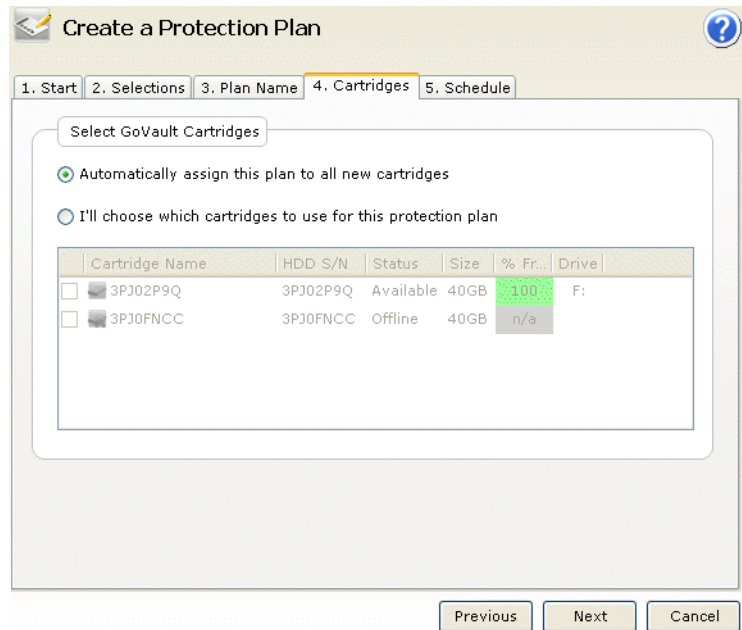 Create a Protection Plan
1. Start 2. Selections 3. Plan Name 4. Cartridges 5. Schedule
Select GoVault Cartridges
Automatically assign this plan to all new cartridges
I'll choose which cartridges to use for this protection plan
Cartridge Name HDD S/N Status Size % Fr... Drive
3PJ02P9Q 3PJ02P9Q Available 40GB 100 F:
3PJ0FNCC 3PJ0FNCC Offline 40GB n/a
Previous Next Cancel